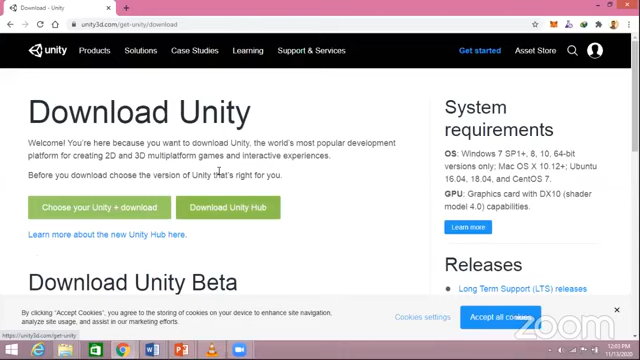 Download - Unity
unity3d.com/get-unity/download
unity
Products
Solutions
Case Studies
Learning
Support & Services
Get started
Asset Store
Download Unity
Welcome! You're here because you want to download Unity, the world's most popular development
platform for creating 2D and 3D multiplatform games and interactive experiences.
Before you download choose the version of Unity that's right for you.
Choose your Unity + download
Download Unity Hub
Learn more about the new Unity Hub here.
Download Unity Beta
System
requirements
OS: Windows 7 SP1+, 8, 10, 64-bit
versions only; Mac OS X 10.12+; Ubuntu
16.04, 18.04, and CentOS 7.
GPU: Graphics card with DX10 (shader
model 4.0) capabilities.
Learn more
Releases
Long Term Support (LTS) releases
By clicking "Accept Cookies", you agree to the storing of cookies on your device to enhance site navigation,
analyze site usage, and assist in our marketing efforts.
Cookies settings
Accept all cookies
https://unity3d.com/get-unity
zoom
12:03 PM
11/13/2020